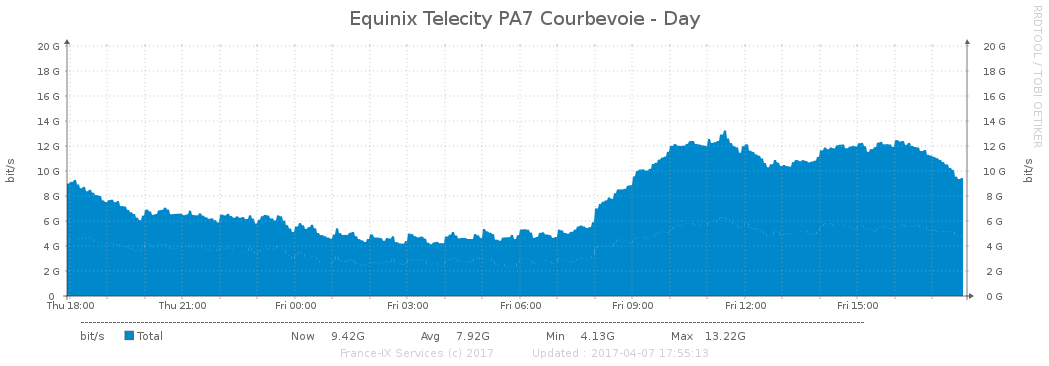 Equinix Telecity PA7 Courbevoie - Day
RRDTOOL / TOBI OETIKER
bit/s
bit/s
20 G 20 G
18 G 18 G
16 G 16 G
14 G 14 G
12 G 12 G
10 G 10 G
8 G 8 G
6 G 6 G
4 G 4 G
2 G 2 G
0 0 G
Thu 18:00 Thu 21:00 Fri 00:00 Fri 03:00 Fri 06:00 Fri 09:00 Fri 12:00 Fri 15:00
bit/s Total Now 9.42G Avg 7.92G Min 4.13G Max 13.22G
France-IX Services (c) 2017 Updated : 2017-04-07 17:55:13